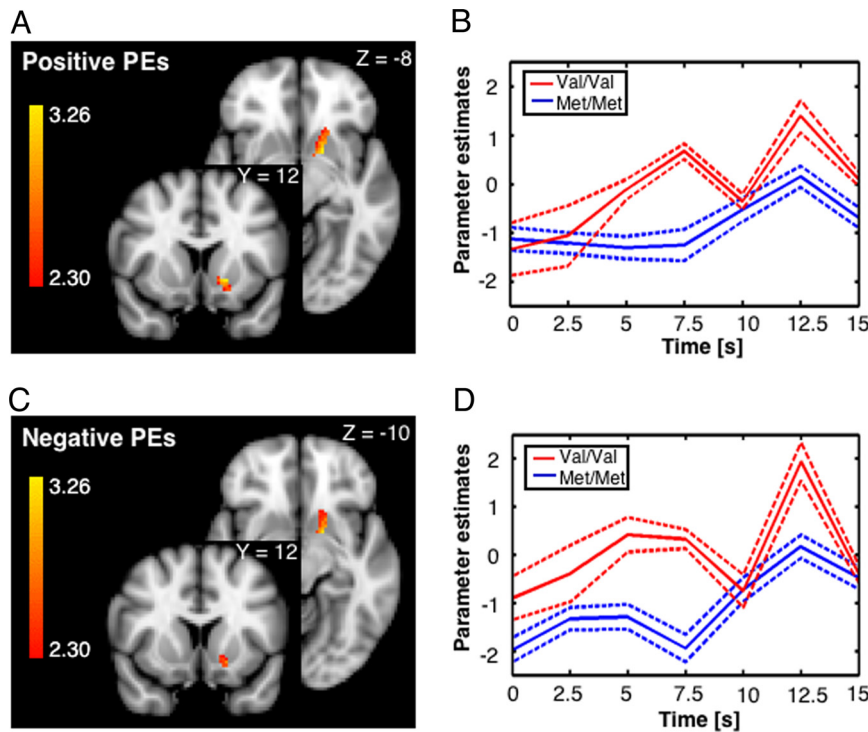 A
Positive PEs
Z = -8
3.26
Y = 12
2.30
B
Val/Val
Met/Met
Parameter estimates
2
1
0
-1
-2
0 2.5 5 7.5 10 12.5 15
Time [s]
C
Negative PEs
Z = -10
3.26
Y = 12
2.30
D
Val/Val
Met/Met
Parameter estimates
2
1
0
-1
-2
0 2.5 5 7.5 10 12.5 15
Time [s]